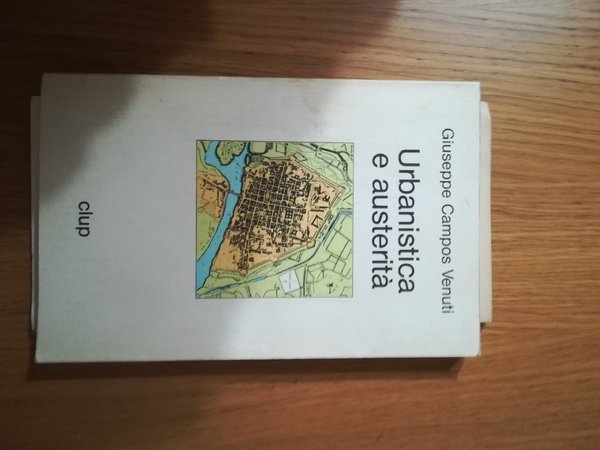 Giuseppe Campos Venuti
Urbanistica
e austerità
clup